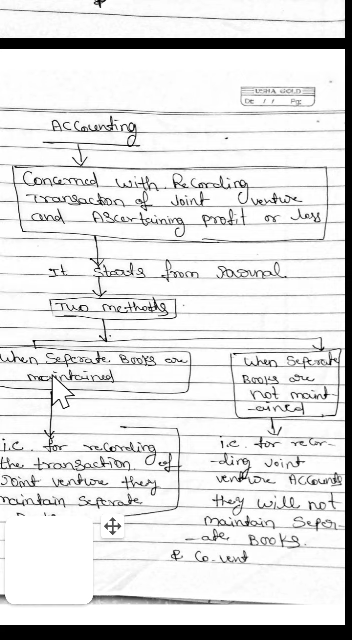 USHA GOLD
De / / Pg:
Accounting
Concerned with Recording
Transaction of Joint venture
and Ascertaining profit or loss
It starts from
Two methods
When Seperate Books are
maintained
When Seperate
Books are
not maint
-ained
i.e. for recording
the transaction of
Joint venture they
maintain Seperate
i.e. for recor-
-ding Joint
venture Accounts
they will not
maintain Seper-
-ate Books.
& Co-vent